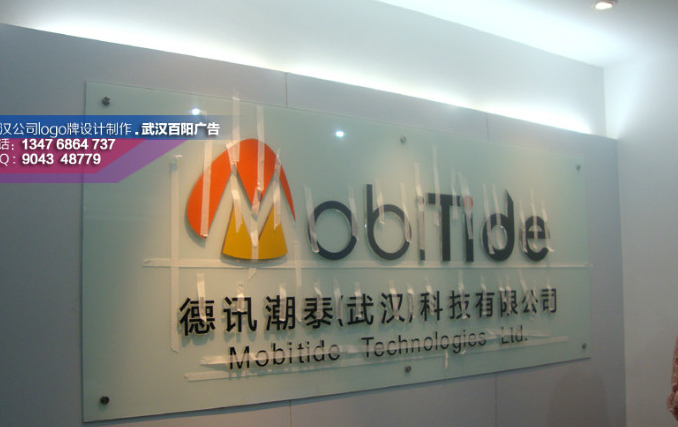 汉公司logo牌设计制作.武汉百阳广告
话：1347 6864 737
Q：9043 48779
MobiTide
德讯潮泰(武汉)科技有限公司
Mobitide Technologies Ltd.